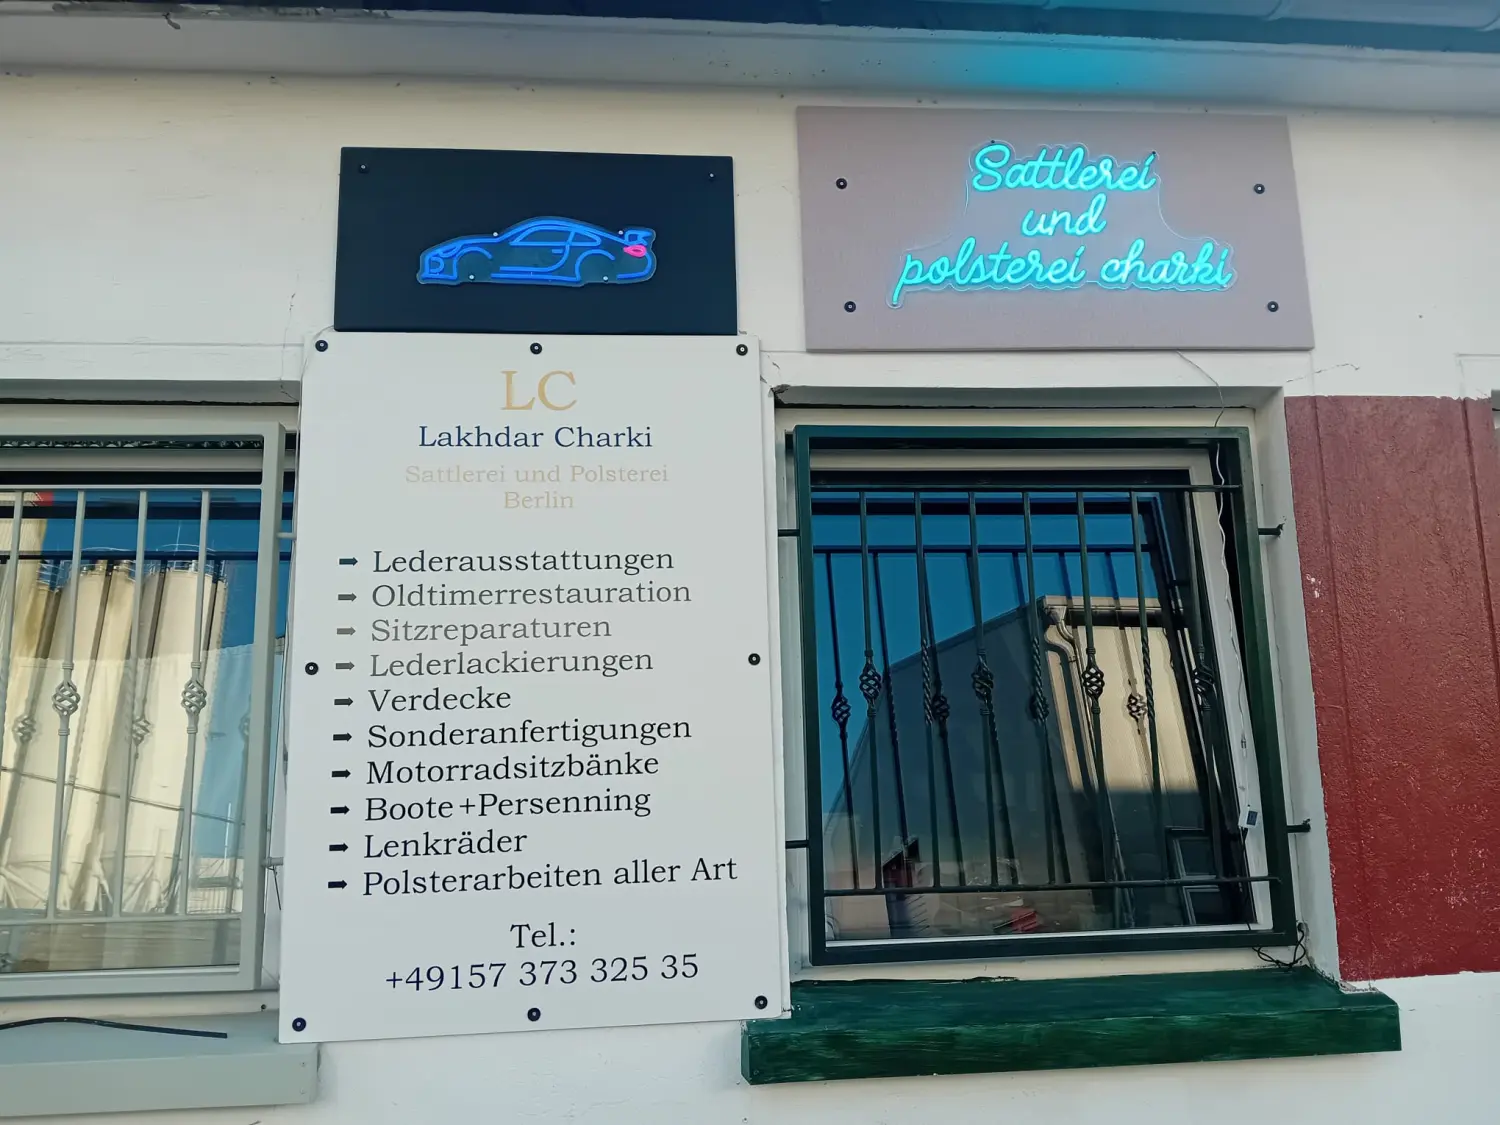 Sattlerei
und
polsterei charki
LC
Lakhdar Charki
Sattlerei und Polsterei
Berlin
➡ Lederausstattungen
➡ Oldtimerrestauration
➡ Sitzreparaturen
➡ Lederlackierungen
➡ Verdecke
➡ Sonderanfertigungen
➡ Motorradsitzbänke
➡ Boote+Persenning
➡ Lenkräder
➡ Polsterarbeiten aller Art
Tel.:
+49157 373 325 35